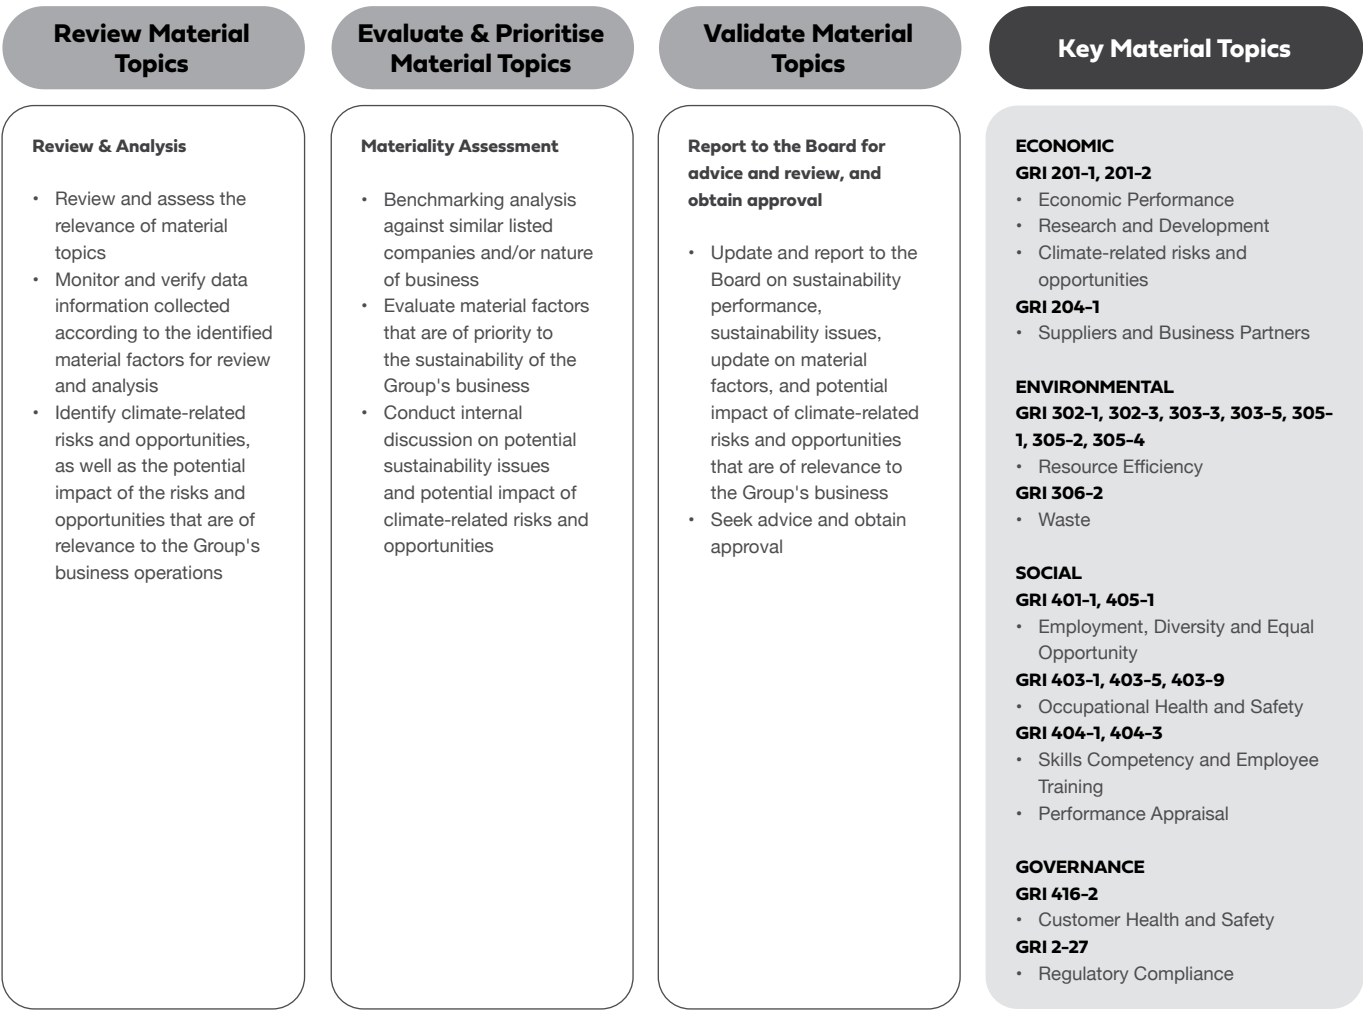 Review Material
Topics
Review & Analysis
• Review and assess the
relevance of material
topics
• Monitor and verify data
information collected
according to the identified
material factors for review
and analysis
• Identify climate-related
risks and opportunities,
as well as the potential
impact of the risks and
opportunities that are of
relevance to the Group's
business operations
Evaluate & Prioritise
Material Topics
Materiality Assessment
• Benchmarking analysis
against similar listed
companies and/or nature
of business
• Evaluate material factors
that are of priority to
the sustainability of the
Group's business
• Conduct internal
discussion on potential
sustainability issues
and potential impact of
climate-related risks and
opportunities
Validate Material
Topics
Report to the Board for
advice and review, and
obtain approval
• Update and report to the
Board on sustainability
performance,
sustainability issues,
update on material
factors, and potential
impact of climate-related
risks and opportunities
that are of relevance to
the Group's business
• Seek advice and obtain
approval
Key Material Topics
ECONOMIC
GRI 201-1, 201-2
• Economic Performance
• Research and Development
• Climate-related risks and
opportunities
GRI 204-1
• Suppliers and Business Partners
ENVIRONMENTAL
GRI 302-1, 302-3, 303-3, 303-5, 305-
1, 305-2, 305-4
• Resource Efficiency
GRI 306-2
• Waste
SOCIAL
GRI 401-1, 405-1
• Employment, Diversity and Equal
Opportunity
GRI 403-1, 403-5, 403-9
• Occupational Health and Safety
GRI 404-1, 404-3
• Skills Competency and Employee
Training
• Performance Appraisal
GOVERNANCE
GRI 416-2
• Customer Health and Safety
GRI 2-27
• Regulatory Compliance